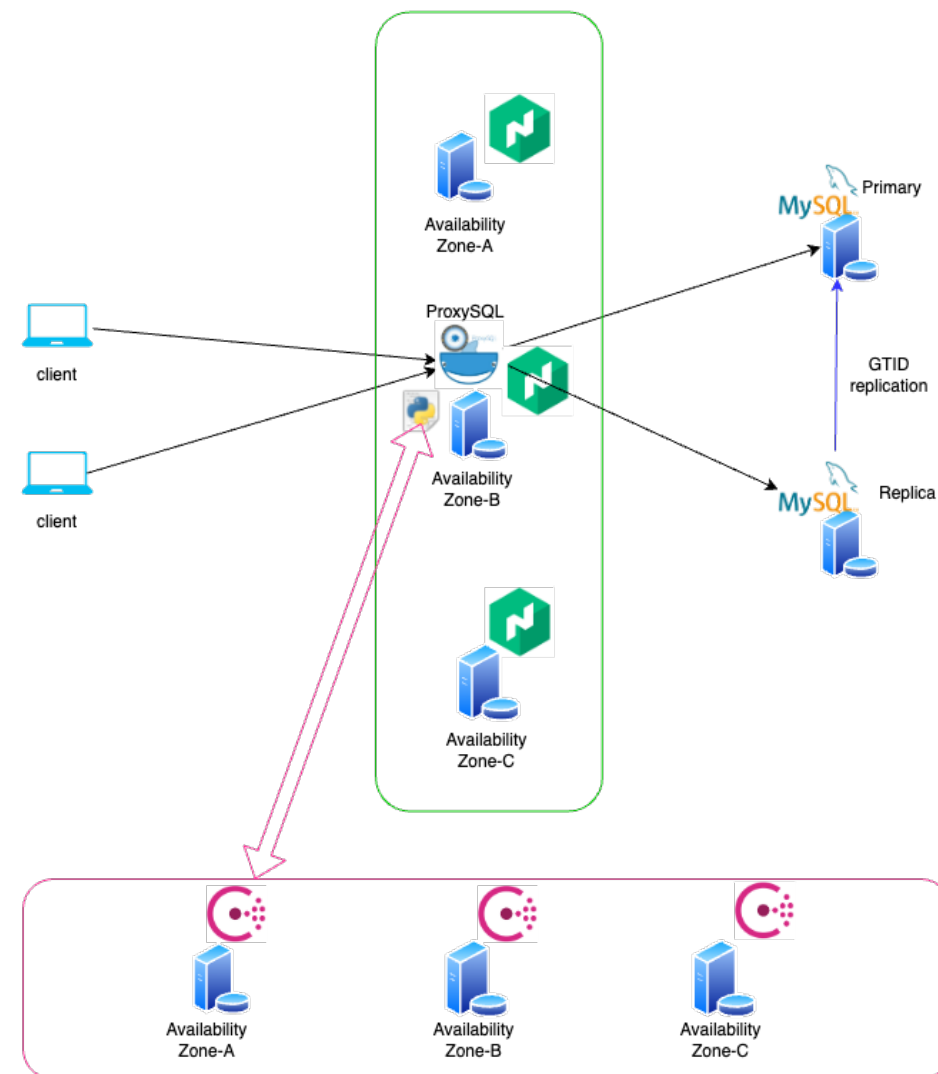 Availability
Zone-A
MySQL
Primary
ProxySQL
client
GTID
replication
Availability
Zone-B
MySQL
Replica
client
Availability
Zone-C
Availability
Zone-A
Availability
Zone-B
Availability
Zone-C